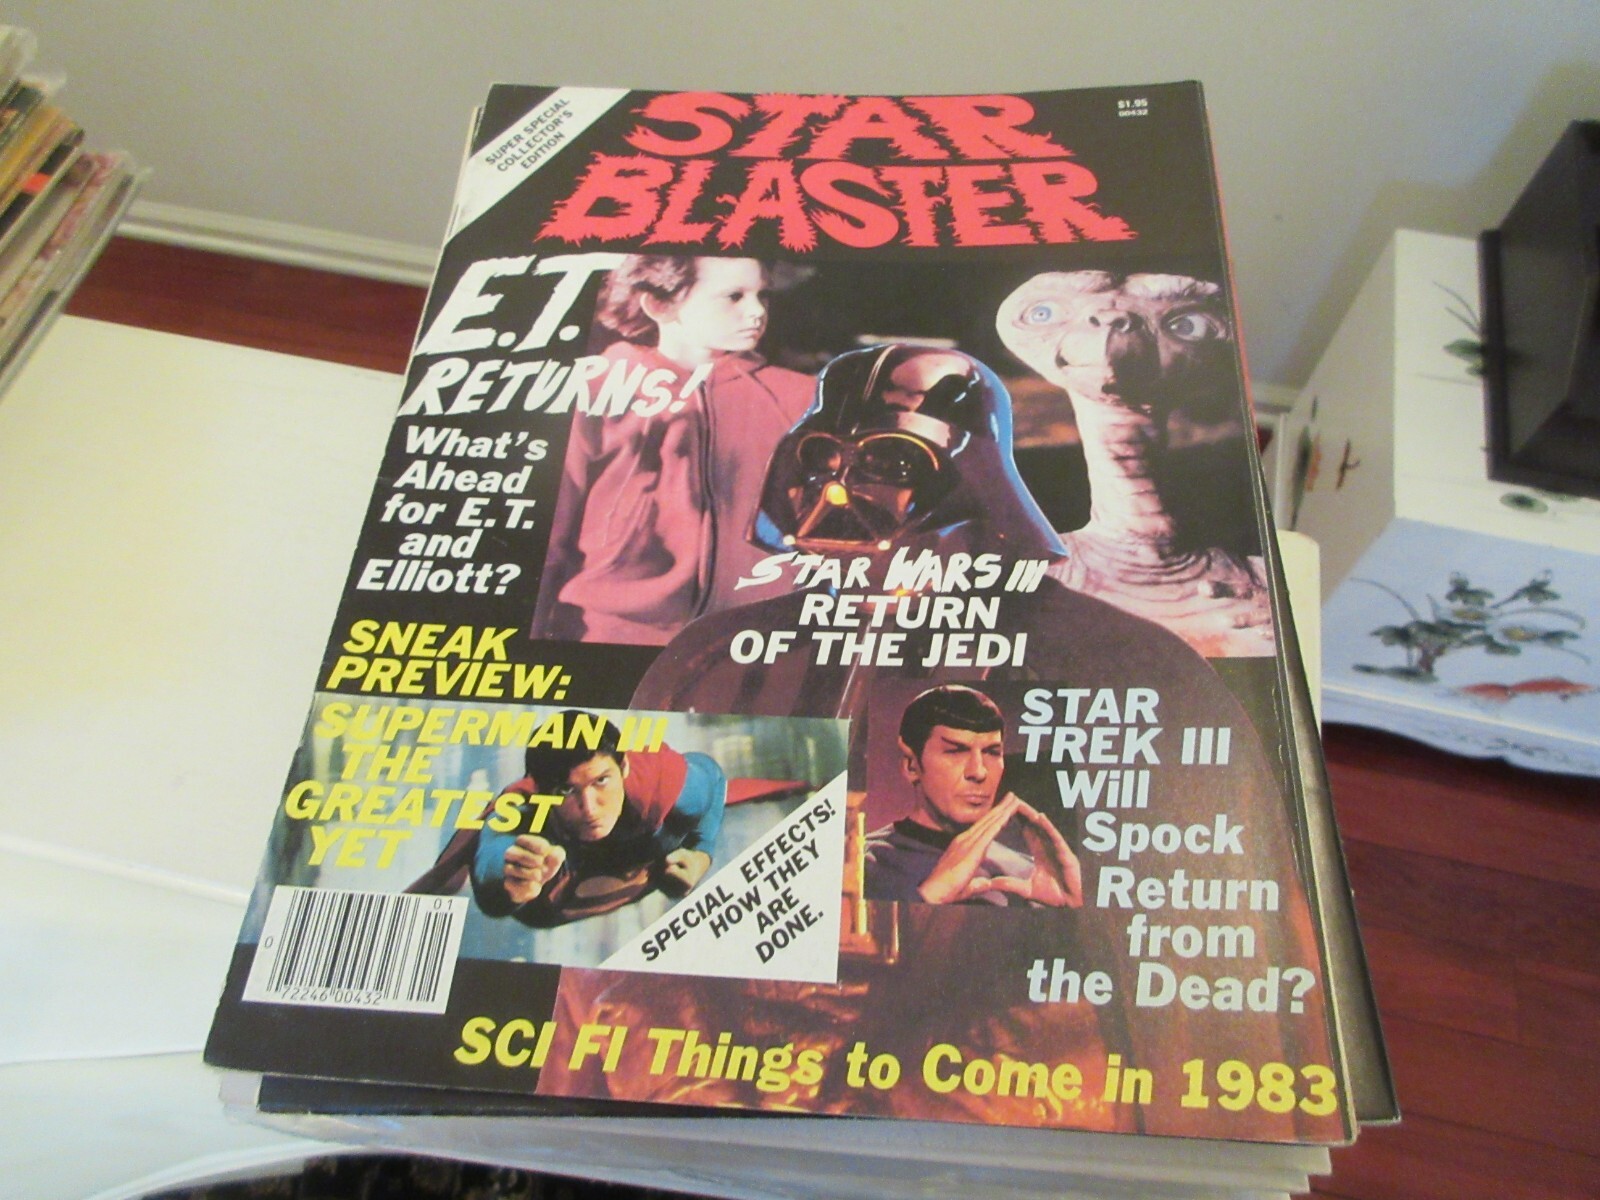 SUPER SPECIAL
COLLECTOR'S
EDITION
STAR
BLASTER
$1.95
00432
E.T.
RETURNS!
What's
Ahead
for E.T.
and
Elliott?
STAR WARS III
RETURN
OF THE JEDI
SNEAK
PREVIEW:
SUPERMAN III
THE
GREATEST
YET
SPECIAL EFFECTS!
HOW THEY
ARE
DONE.
STAR
TREK III
Will
Spock
Return
from
the Dead?
01
0
72246 00432
SCI FI Things to Come in 1983